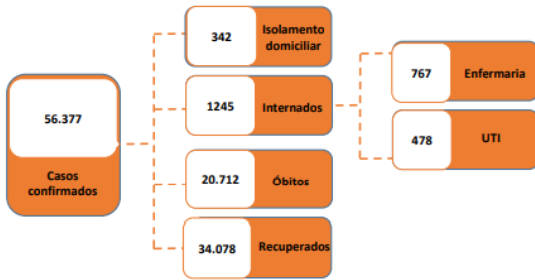 56.377
Casos
confirmados
342
Isolamento
domiciliar
1245
Internados
20.712
Óbitos
34.078
Recuperados
767
Enfermaria
478
UTI